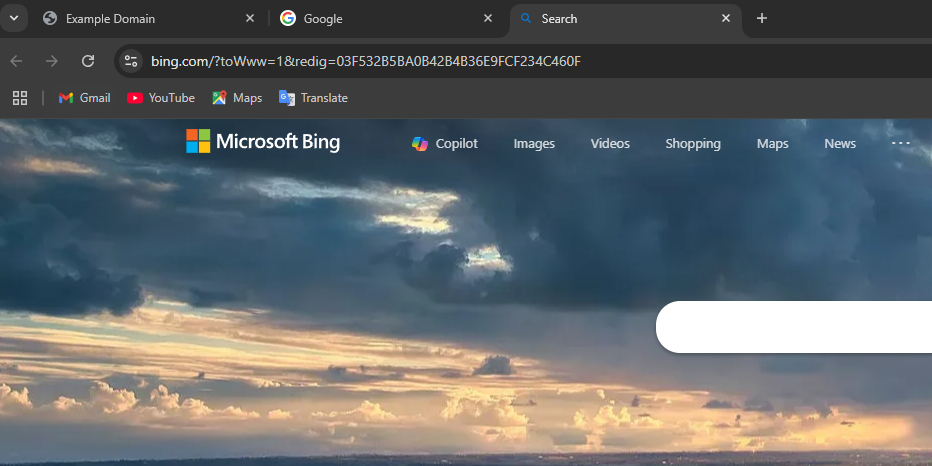 Example Domain Google Search
bing.com/?toWww=1&redig=03F532B5BA0B42B4B36E9FCF234C460F
Gmail YouTube Maps Translate
Microsoft Bing Copilot Images Videos Shopping Maps News